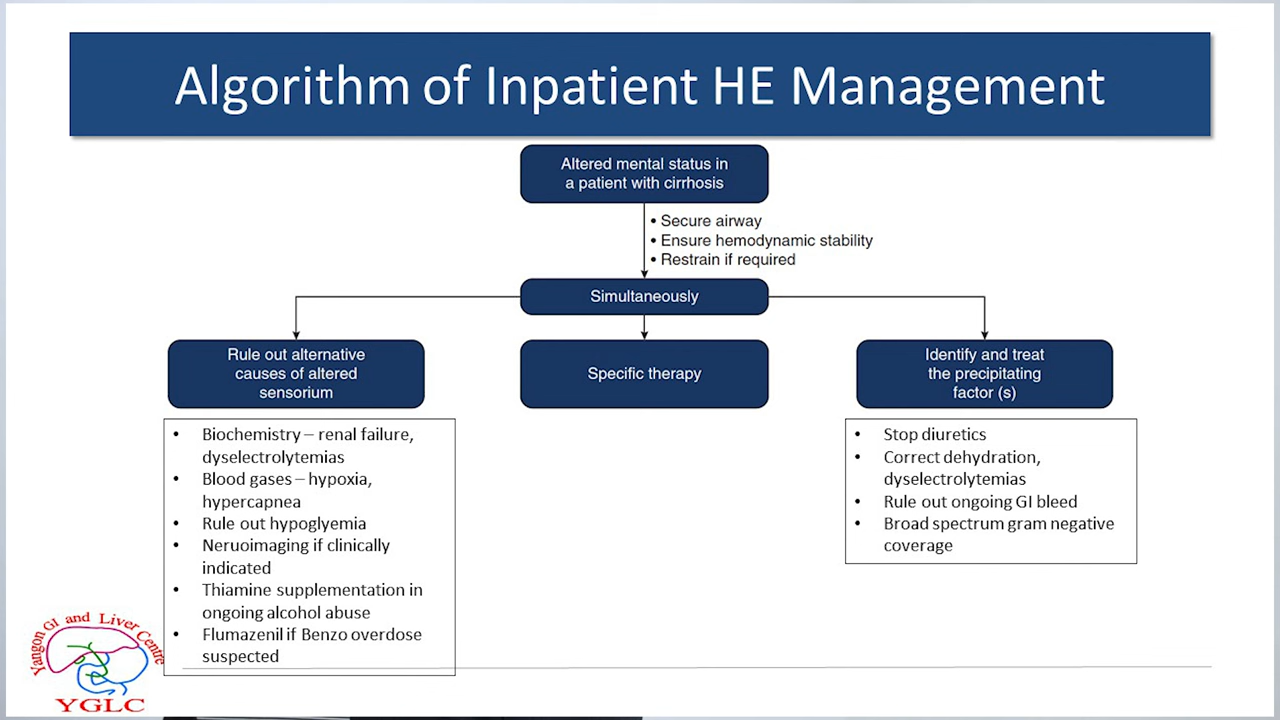 Algorithm of Inpatient HE Management
Altered mental status in
a patient with cirrhosis
• Secure airway
• Ensure hemodynamic stability
• Restrain if required
Simultaneously
Rule out alternative
causes of altered
sensorium
Specific therapy
Identify and treat
the precipitating
factor (s)
• Biochemistry – renal failure,
dyselectrolytemias
• Blood gases – hypoxia,
hypercapnea
• Rule out hypoglyemia
• Neruoimaging if clinically
indicated
• Thiamine supplementation in
ongoing alcohol abuse
• Flumazenil if Benzo overdose
suspected
• Stop diuretics
• Correct dehydration,
dyselectrolytemias
• Rule out ongoing GI bleed
• Broad spectrum gram negative
coverage
Yangon GI and Liver Centre
YGLC